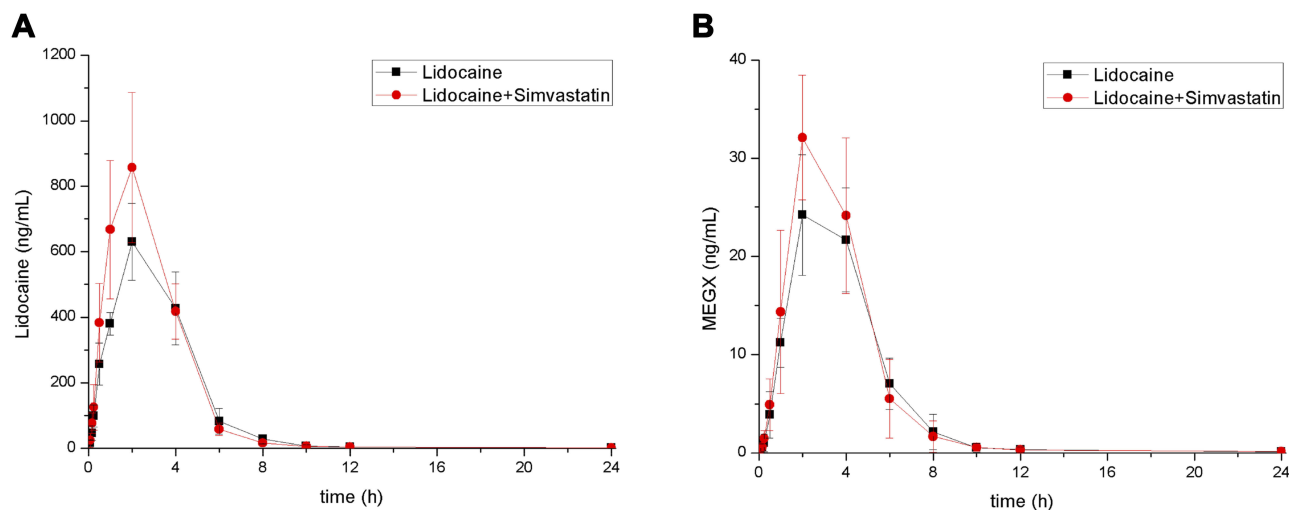 A
Lidocaine (ng/mL)
1200
1000
800
600
400
200
0
0 4 8 12 16 20 24
time (h)
Lidocaine
Lidocaine+Simvastatin
B
MEGX (ng/mL)
40
30
20
10
0
0 4 8 12 16 20 24
time (h)
Lidocaine
Lidocaine+Simvastatin